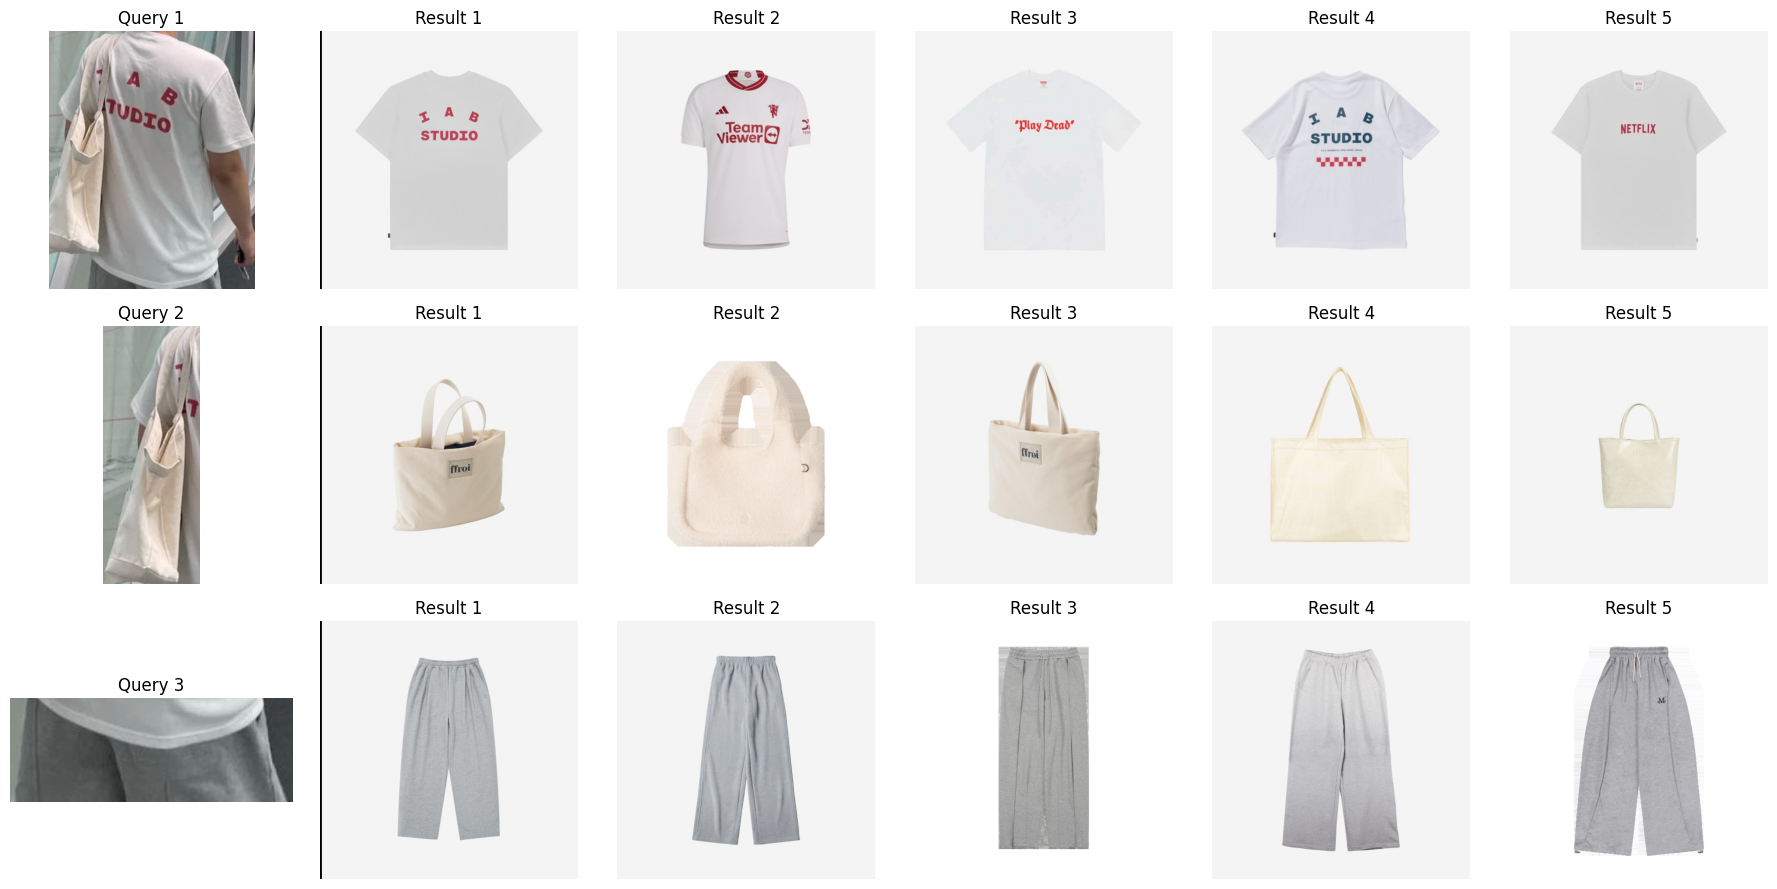 Query 1
Result 1
Result 2
Result 3
Result 4
Result 5
I A B
STUDIO
I A B
STUDIO
Team
Viewer
"Play Dead"
I A B
STUDIO
NETFLIX
Query 2
Result 1
Result 2
Result 3
Result 4
Result 5
ffroi
ffroi
Query 3
Result 1
Result 2
Result 3
Result 4
Result 5
M